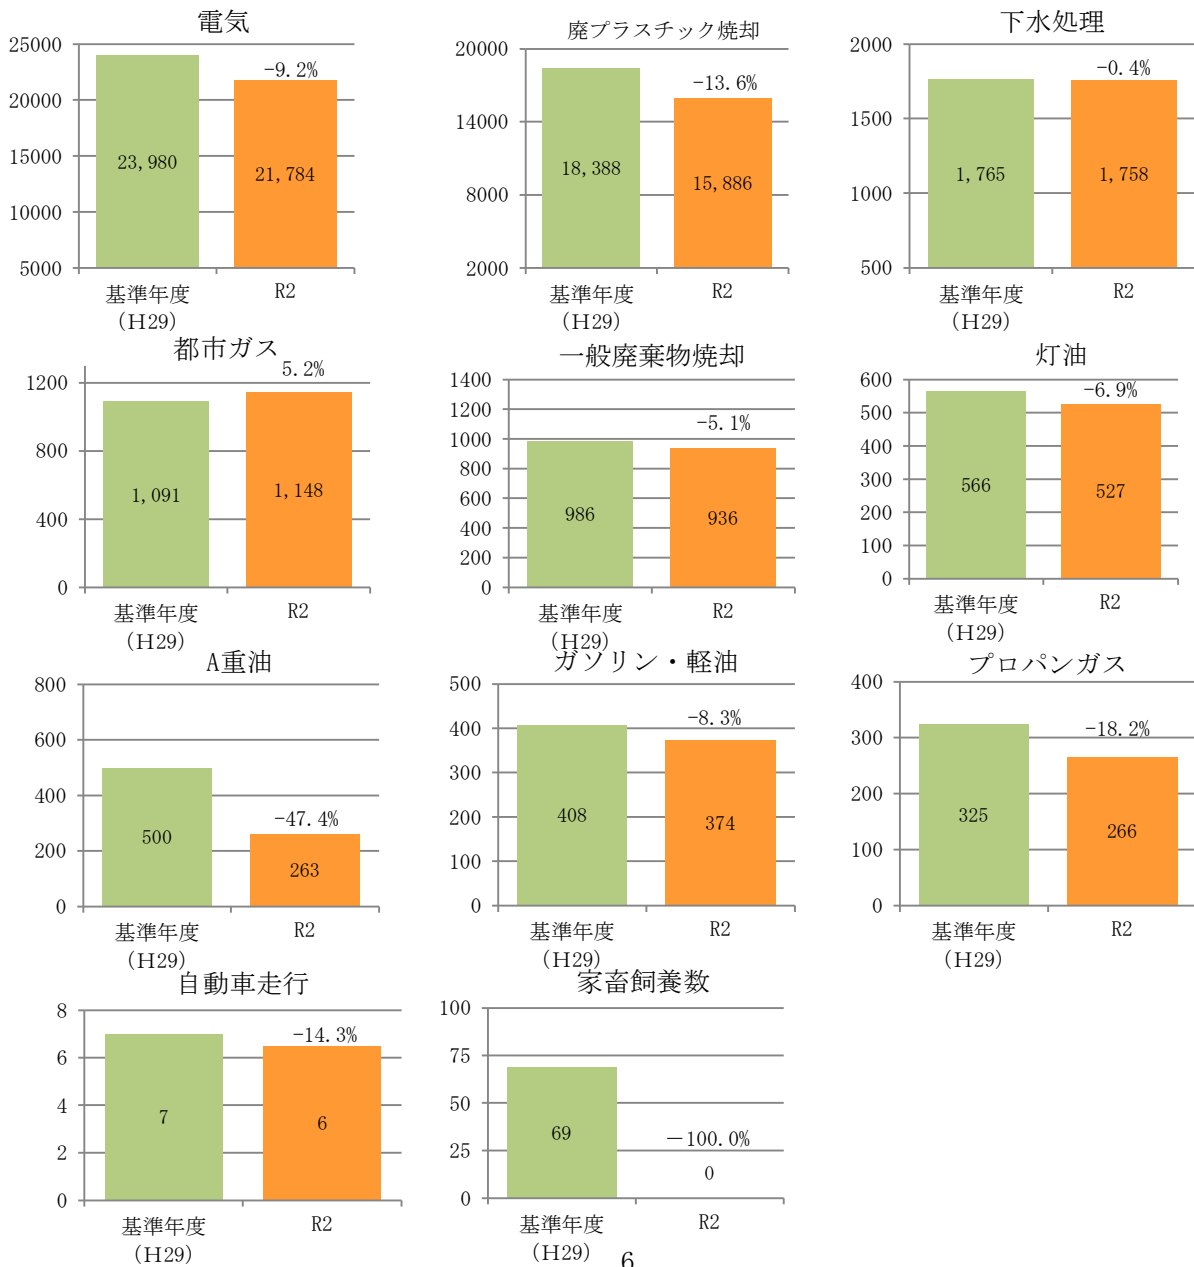 電気
25000
20000
15000
10000
5000
23,980
-9.2%
21,784
基準年度
(H29)
R2
廃プラスチック焼却
20000
14000
8000
2000
18,388
-13.6%
15,886
基準年度
(H29)
R2
下水処理
2000
1500
1000
500
1,765
-0.4%
1,758
基準年度
(H29)
R2
都市ガス
1200
800
400
0
1,091
5.2%
1,148
基準年度
(H29)
R2
一般廃棄物焼却
1400
1200
1000
800
600
400
200
0
986
-5.1%
936
基準年度
(H29)
R2
灯油
600
500
400
300
200
100
0
566
-6.9%
527
基準年度
(H29)
R2
A重油
800
600
400
200
0
500
-47.4%
263
基準年度
(H29)
R2
ガソリン・軽油
500
400
300
200
100
0
408
-8.3%
374
基準年度
(H29)
R2
プロパンガス
400
300
200
100
0
325
-18.2%
266
基準年度
(H29)
R2
自動車走行
8
6
4
2
0
7
-14.3%
6
基準年度
(H29)
R2
家畜飼養数
100
75
50
25
0
69
－100.0%
0
基準年度
(H29)
R2
6